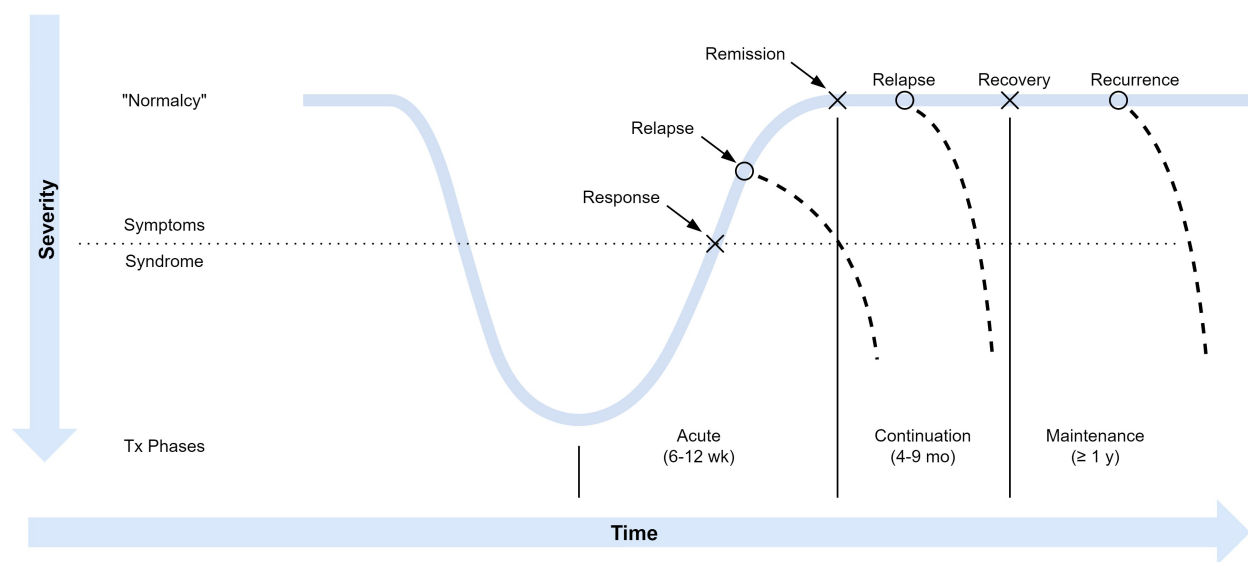 Remission
"Normalcy"
Relapse
Recovery
Recurrence
Relapse
Response
Severity
Symptoms
Syndrome
Tx Phases
Acute
(6-12 wk)
Continuation
(4-9 mo)
Maintenance
(≥ 1 y)
Time